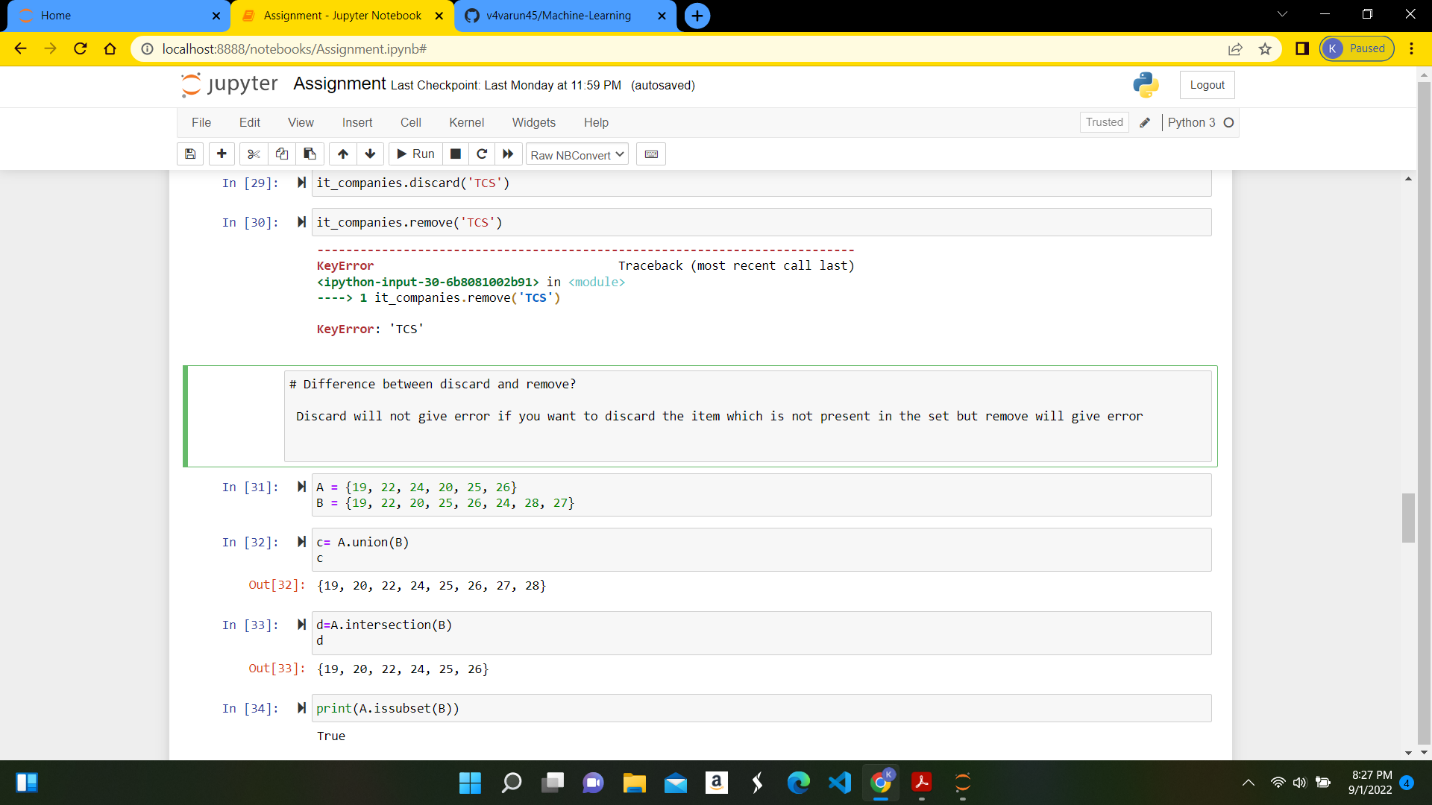 Home
Assignment - Jupyter Notebook
v4varun45/Machine-Learning
localhost:8888/notebooks/Assignment.ipynb#
K Paused
jupyter Assignment Last Checkpoint: Last Monday at 11:59 PM (autosaved)
Logout
File Edit View Insert Cell Kernel Widgets Help
Trusted
Python 3
Run
Raw NBConvert
In [29]: it_companies.discard('TCS')
In [30]: it_companies.remove('TCS')
---------------------------------------------------------------------------
KeyError Traceback (most recent call last)
<ipython-input-30-6b8081002b91> in <module>
----> 1 it_companies.remove('TCS')
KeyError: 'TCS'
# Difference between discard and remove?
Discard will not give error if you want to discard the item which is not present in the set but remove will give error
In [31]: A = {19, 22, 24, 20, 25, 26}
B = {19, 22, 20, 25, 26, 24, 28, 27}
In [32]: c= A.union(B)
c
Out[32]: {19, 20, 22, 24, 25, 26, 27, 28}
In [33]: d=A.intersection(B)
d
Out[33]: {19, 20, 22, 24, 25, 26}
In [34]: print(A.issubset(B))
True
a
K
8:27 PM
9/1/2022
4